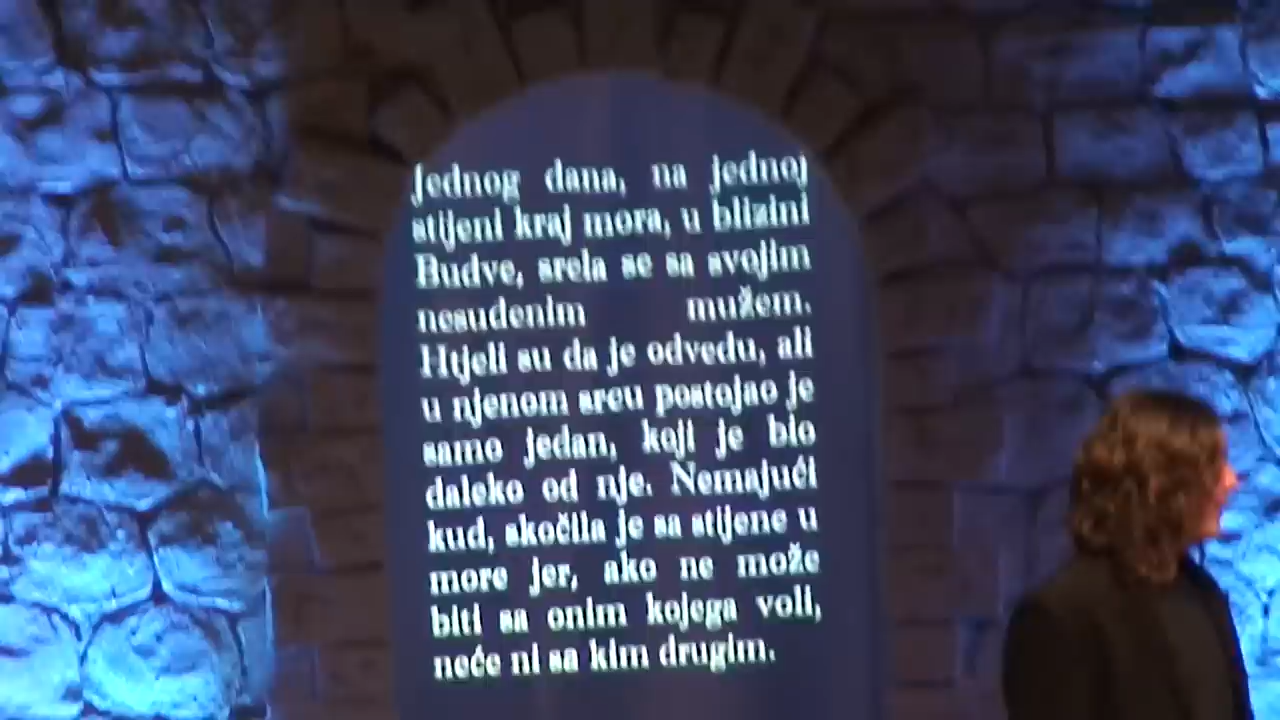 Jednog dana, na jednoj
stijeni kraj mora, u blizini
Budve, srela se sa svojim
nesuđenim mužem.
Htjeli su da je odvedu, ali
u njenom srcu postojao je
samo jedan, koji je bio
daleko od nje. Nemajući
kud, skočila je sa stijene u
more jer, ako ne može
biti sa onim kojega voli,
neće ni sa kim drugim.